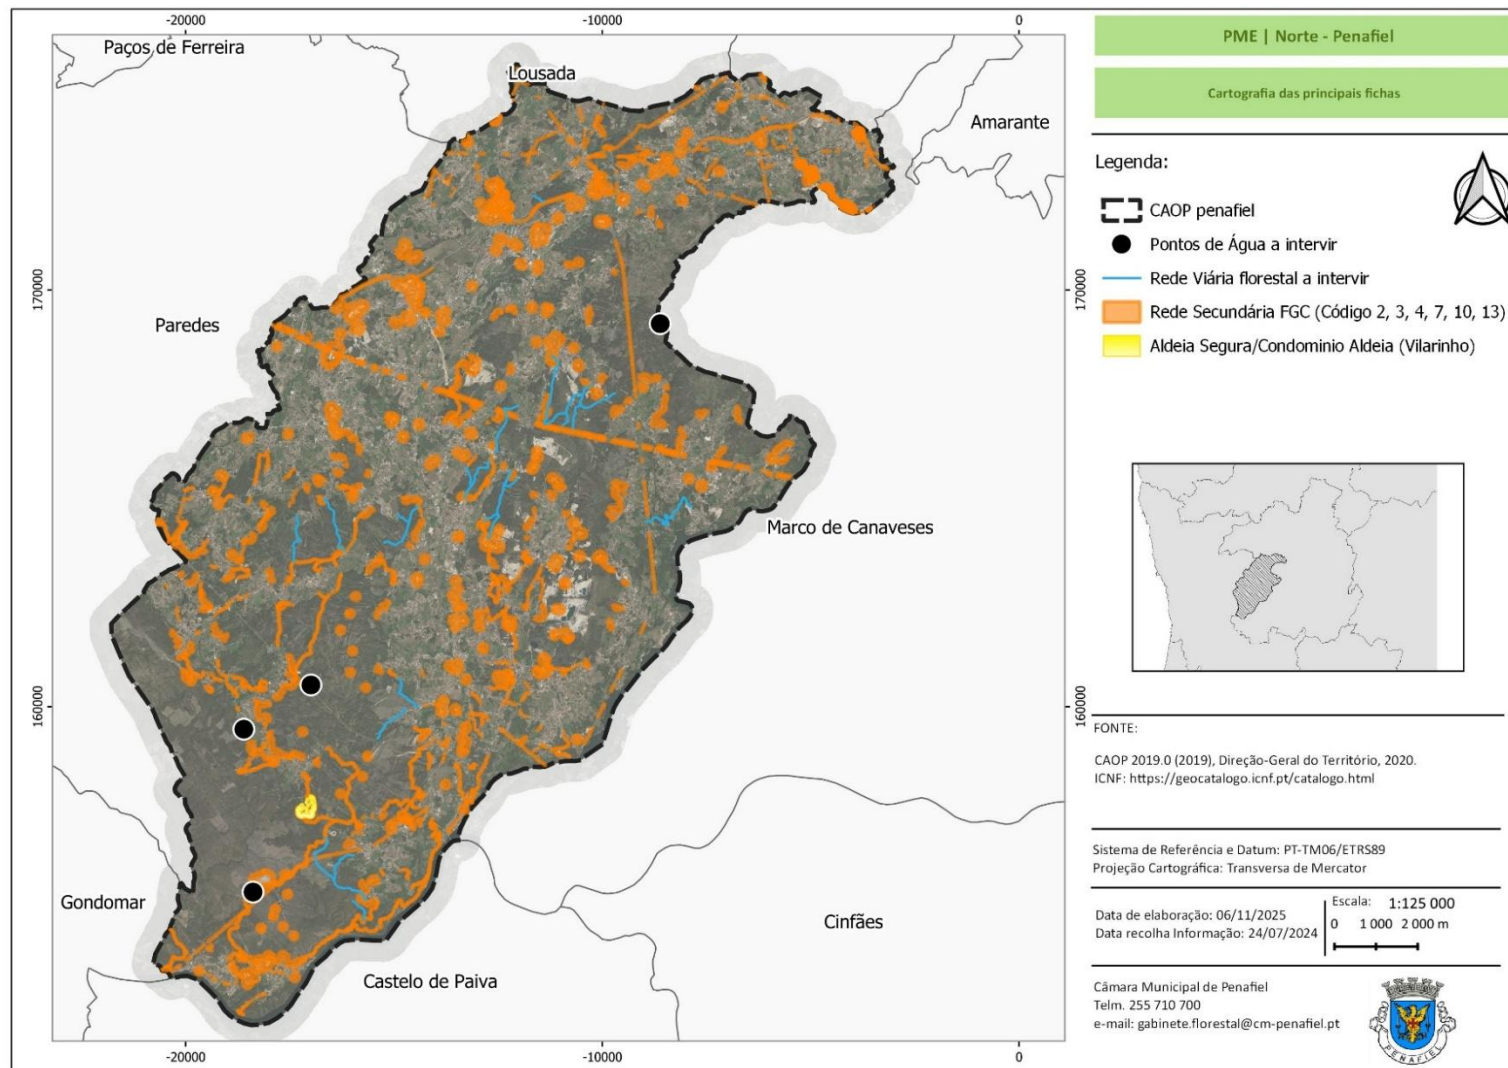 -20000
-10000
0
Paços de Ferreira
Lousada
Amarante
170000
170000
Paredes
Marco de Canaveses
160000
160000
Gondomar
Cinfães
Castelo de Paiva
-20000
-10000
0
PME | Norte - Penafiel
Cartografia das principais fichas
Legenda:
CAOP penafiel
Pontos de Água a intervir
Rede Viária florestal a intervir
Rede Secundária FGC (Código 2, 3, 4, 7, 10, 13)
Aldeia Segura/Condominio Aldeia (Vilarinho)
FONTE:
CAOP 2019.0 (2019), Direção-Geral do Território, 2020.
ICNF: https://geocatalogo.icnf.pt/catalogo.html
Sistema de Referência e Datum: PT-TM06/ETRS89
Projeção Cartográfica: Transversa de Mercator
Data de elaboração: 06/11/2025
Data recolha Informação: 24/07/2024
Escala: 1:125 000
0 1 000 2 000 m
Câmara Municipal de Penafiel
Telm. 255 710 700
e-mail: gabinete.florestal@cm-penafiel.pt
PENAFIEL